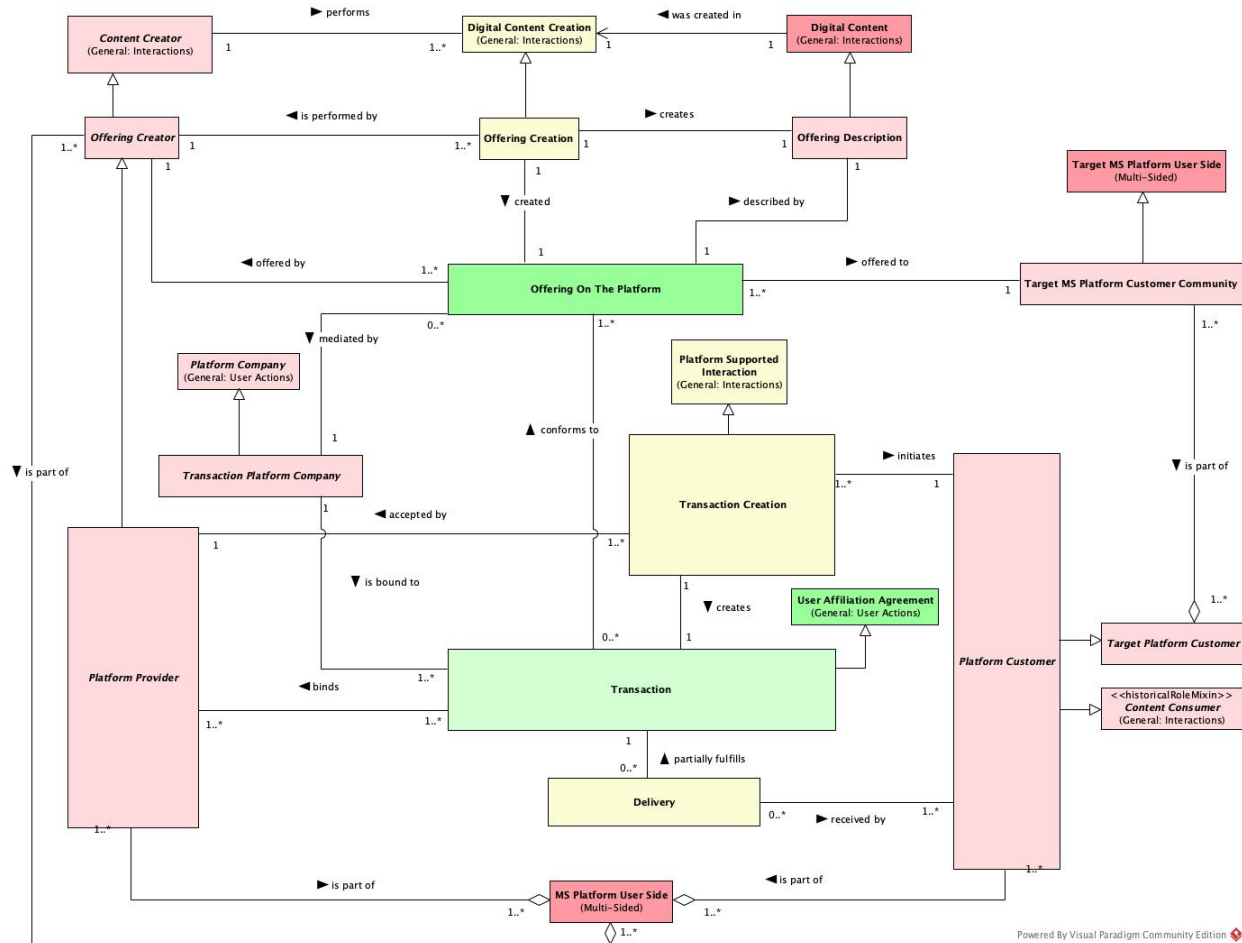 ► performs
Content Creator
(General: Interactions)
1
1..*
Digital Content Creation
(General: Interactions)
◄ was created in
1
1
Digital Content
(General: Interactions)
Offering Creator
1..*
1
1
◄ is performed by
1..*
Offering Creation
1
1
► creates
1
Offering Description
1
Target MS Platform User Side
(Multi-Sided)
▼ created
► described by
1
1
◄ offered by
1..*
Offering On The Platform
1..*
► offered to
1
Target MS Platform Customer Community
1..*
0..*
1..*
▼ mediated by
Platform Company
(General: User Actions)
Platform Supported
Interaction
(General: Interactions)
▲ conforms to
1
▼ is part of
Transaction Platform Company
1
► initiates
1..*
1
▼ is part of
Transaction Creation
◄ accepted by
1
1..*
▼ is bound to
1
▼ creates
User Affiliation Agreement
(General: User Actions)
1..*
0..*
1
Target Platform Customer
Platform Provider
Platform Customer
1..*
Transaction
◄ binds
1..*
1..*
<<historicalRoleMixin>>
Content Consumer
(General: Interactions)
1
▲ partially fulfills
0..*
Delivery
0..*
► received by
1..*
1..*
1..*
► is part of
1..*
MS Platform User Side
(Multi-Sided)
◄ is part of
1..*
1..*
Powered By Visual Paradigm Community Edition